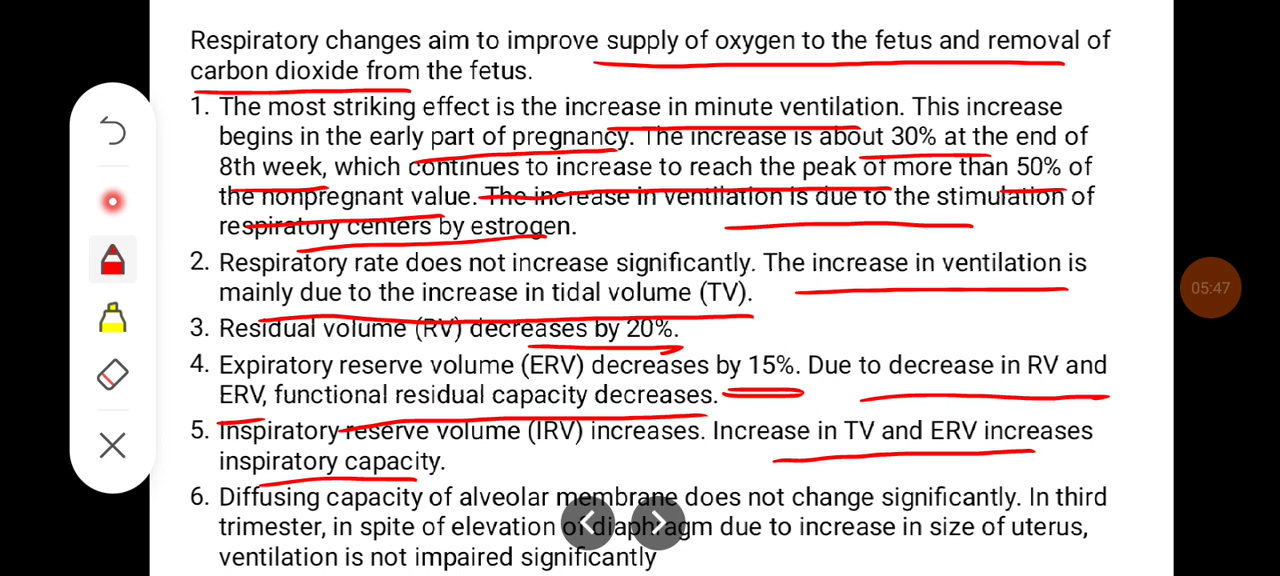 Respiratory changes aim to improve supply of oxygen to the fetus and removal of
carbon dioxide from the fetus.
1. The most striking effect is the increase in minute ventilation. This increase
begins in the early part of pregnancy. The increase is about 30% at the end of
8th week, which continues to increase to reach the peak of more than 50% of
the nonpregnant value. The increase in ventilation is due to the stimulation of
respiratory centers by estrogen.
2. Respiratory rate does not increase significantly. The increase in ventilation is
mainly due to the increase in tidal volume (TV).
3. Residual volume (RV) decreases by 20%.
4. Expiratory reserve volume (ERV) decreases by 15%. Due to decrease in RV and
ERV, functional residual capacity decreases.
5. Inspiratory reserve volume (IRV) increases. Increase in TV and ERV increases
inspiratory capacity.
6. Diffusing capacity of alveolar membrane does not change significantly. In third
trimester, in spite of elevation of diaphragm due to increase in size of uterus,
ventilation is not impaired significantly
05:47